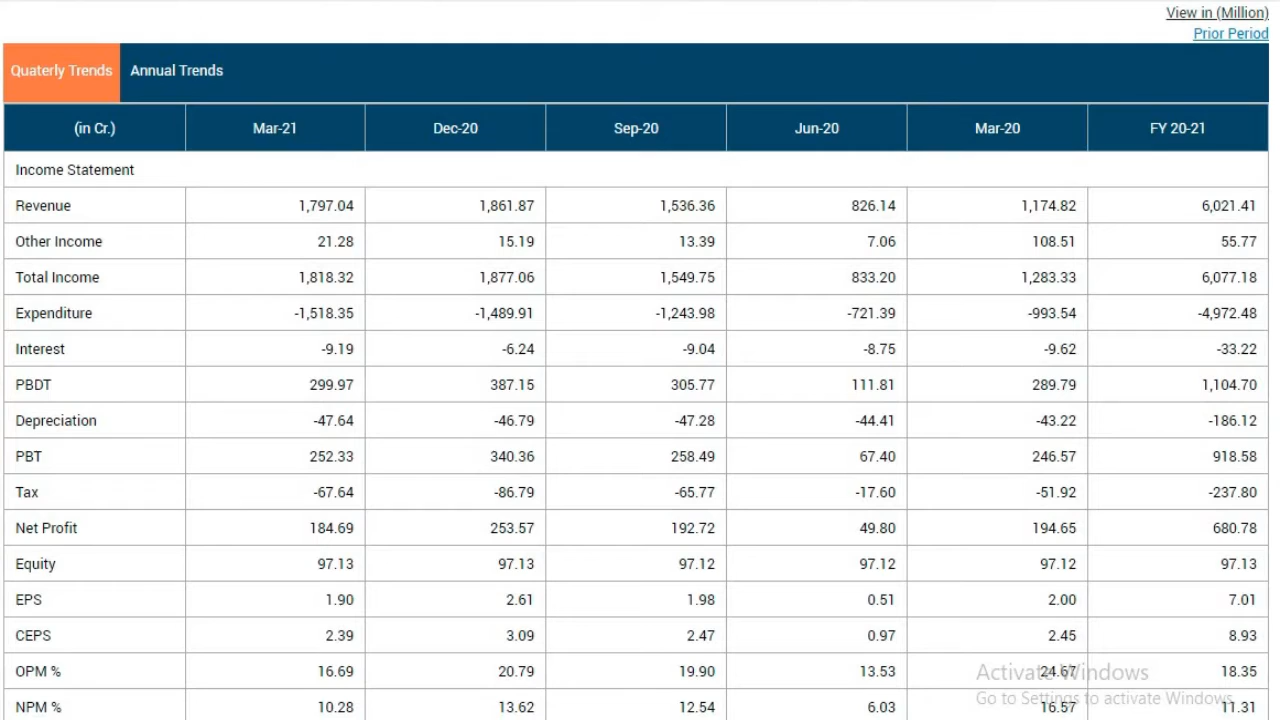 View in (Million)
Prior Period
Quaterly Trends Annual Trends
(in Cr.) Mar-21 Dec-20 Sep-20 Jun-20 Mar-20 FY 20-21
Income Statement
Revenue 1,797.04 1,861.87 1,536.36 826.14 1,174.82 6,021.41
Other Income 21.28 15.19 13.39 7.06 108.51 55.77
Total Income 1,818.32 1,877.06 1,549.75 833.20 1,283.33 6,077.18
Expenditure -1,518.35 -1,489.91 -1,243.98 -721.39 -993.54 -4,972.48
Interest -9.19 -6.24 -9.04 -8.75 -9.62 -33.22
PBDT 299.97 387.15 305.77 111.81 289.79 1,104.70
Depreciation -47.64 -46.79 -47.28 -44.41 -43.22 -186.12
PBT 252.33 340.36 258.49 67.40 246.57 918.58
Tax -67.64 -86.79 -65.77 -17.60 -51.92 -237.80
Net Profit 184.69 253.57 192.72 49.80 194.65 680.78
Equity 97.13 97.13 97.12 97.12 97.12 97.13
EPS 1.90 2.61 1.98 0.51 2.00 7.01
CEPS 2.39 3.09 2.47 0.97 2.45 8.93
OPM % 16.69 20.79 19.90 13.53 24.67 18.35
Activate Windows
Go to Settings to activate Windows.
NPM % 10.28 13.62 12.54 6.03 16.57 11.31